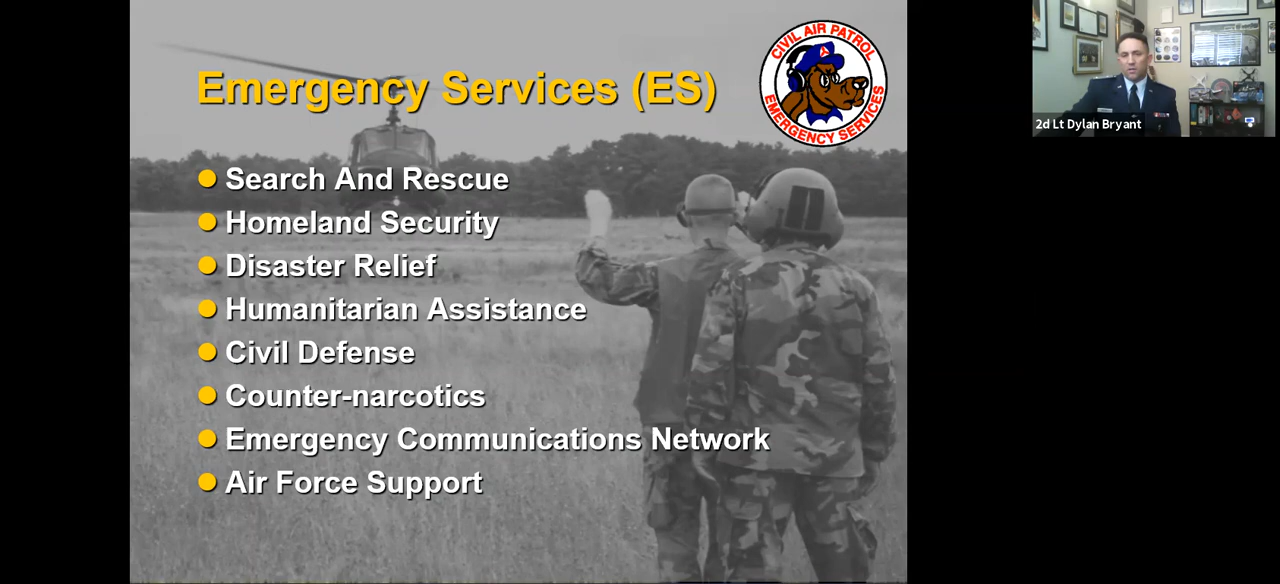 Emergency Services (ES)
CIVIL AIR PATROL
EMERGENCY SERVICES
Search And Rescue
Homeland Security
Disaster Relief
Humanitarian Assistance
Civil Defense
Counter-narcotics
Emergency Communications Network
Air Force Support
2d Lt Dylan Bryant